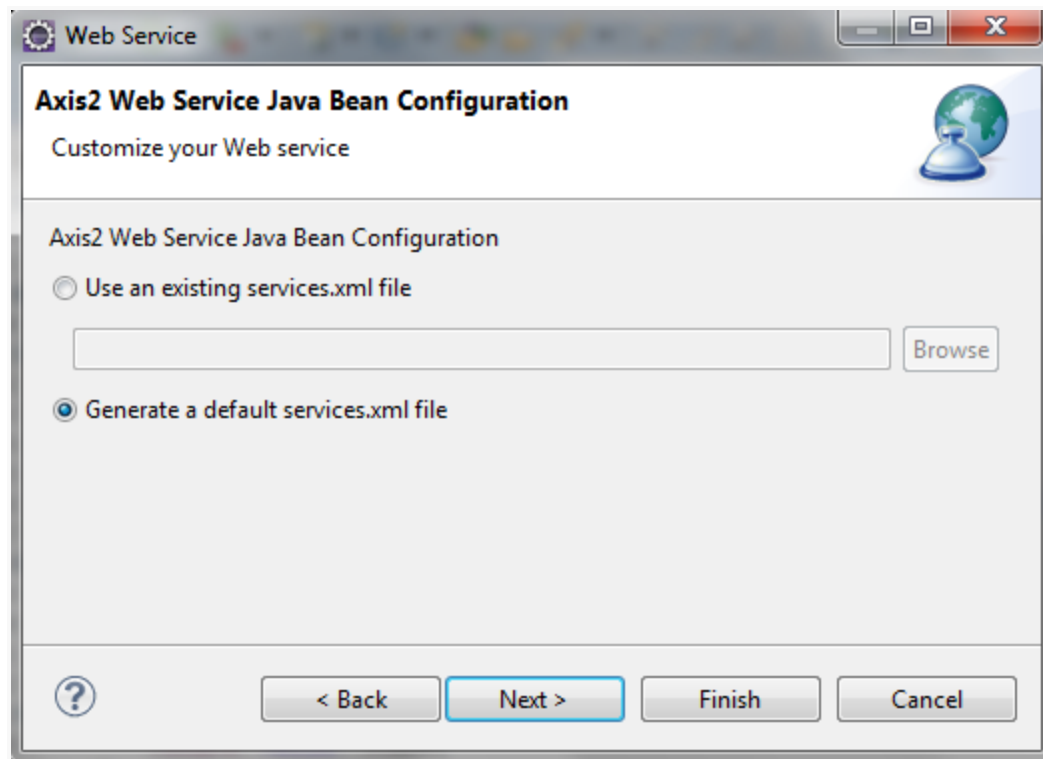 Web Service
Axis2 Web Service Java Bean Configuration
Customize your Web service
Axis2 Web Service Java Bean Configuration
Use an existing services.xml file
Browse
Generate a default services.xml file
? < Back Next > Finish Cancel